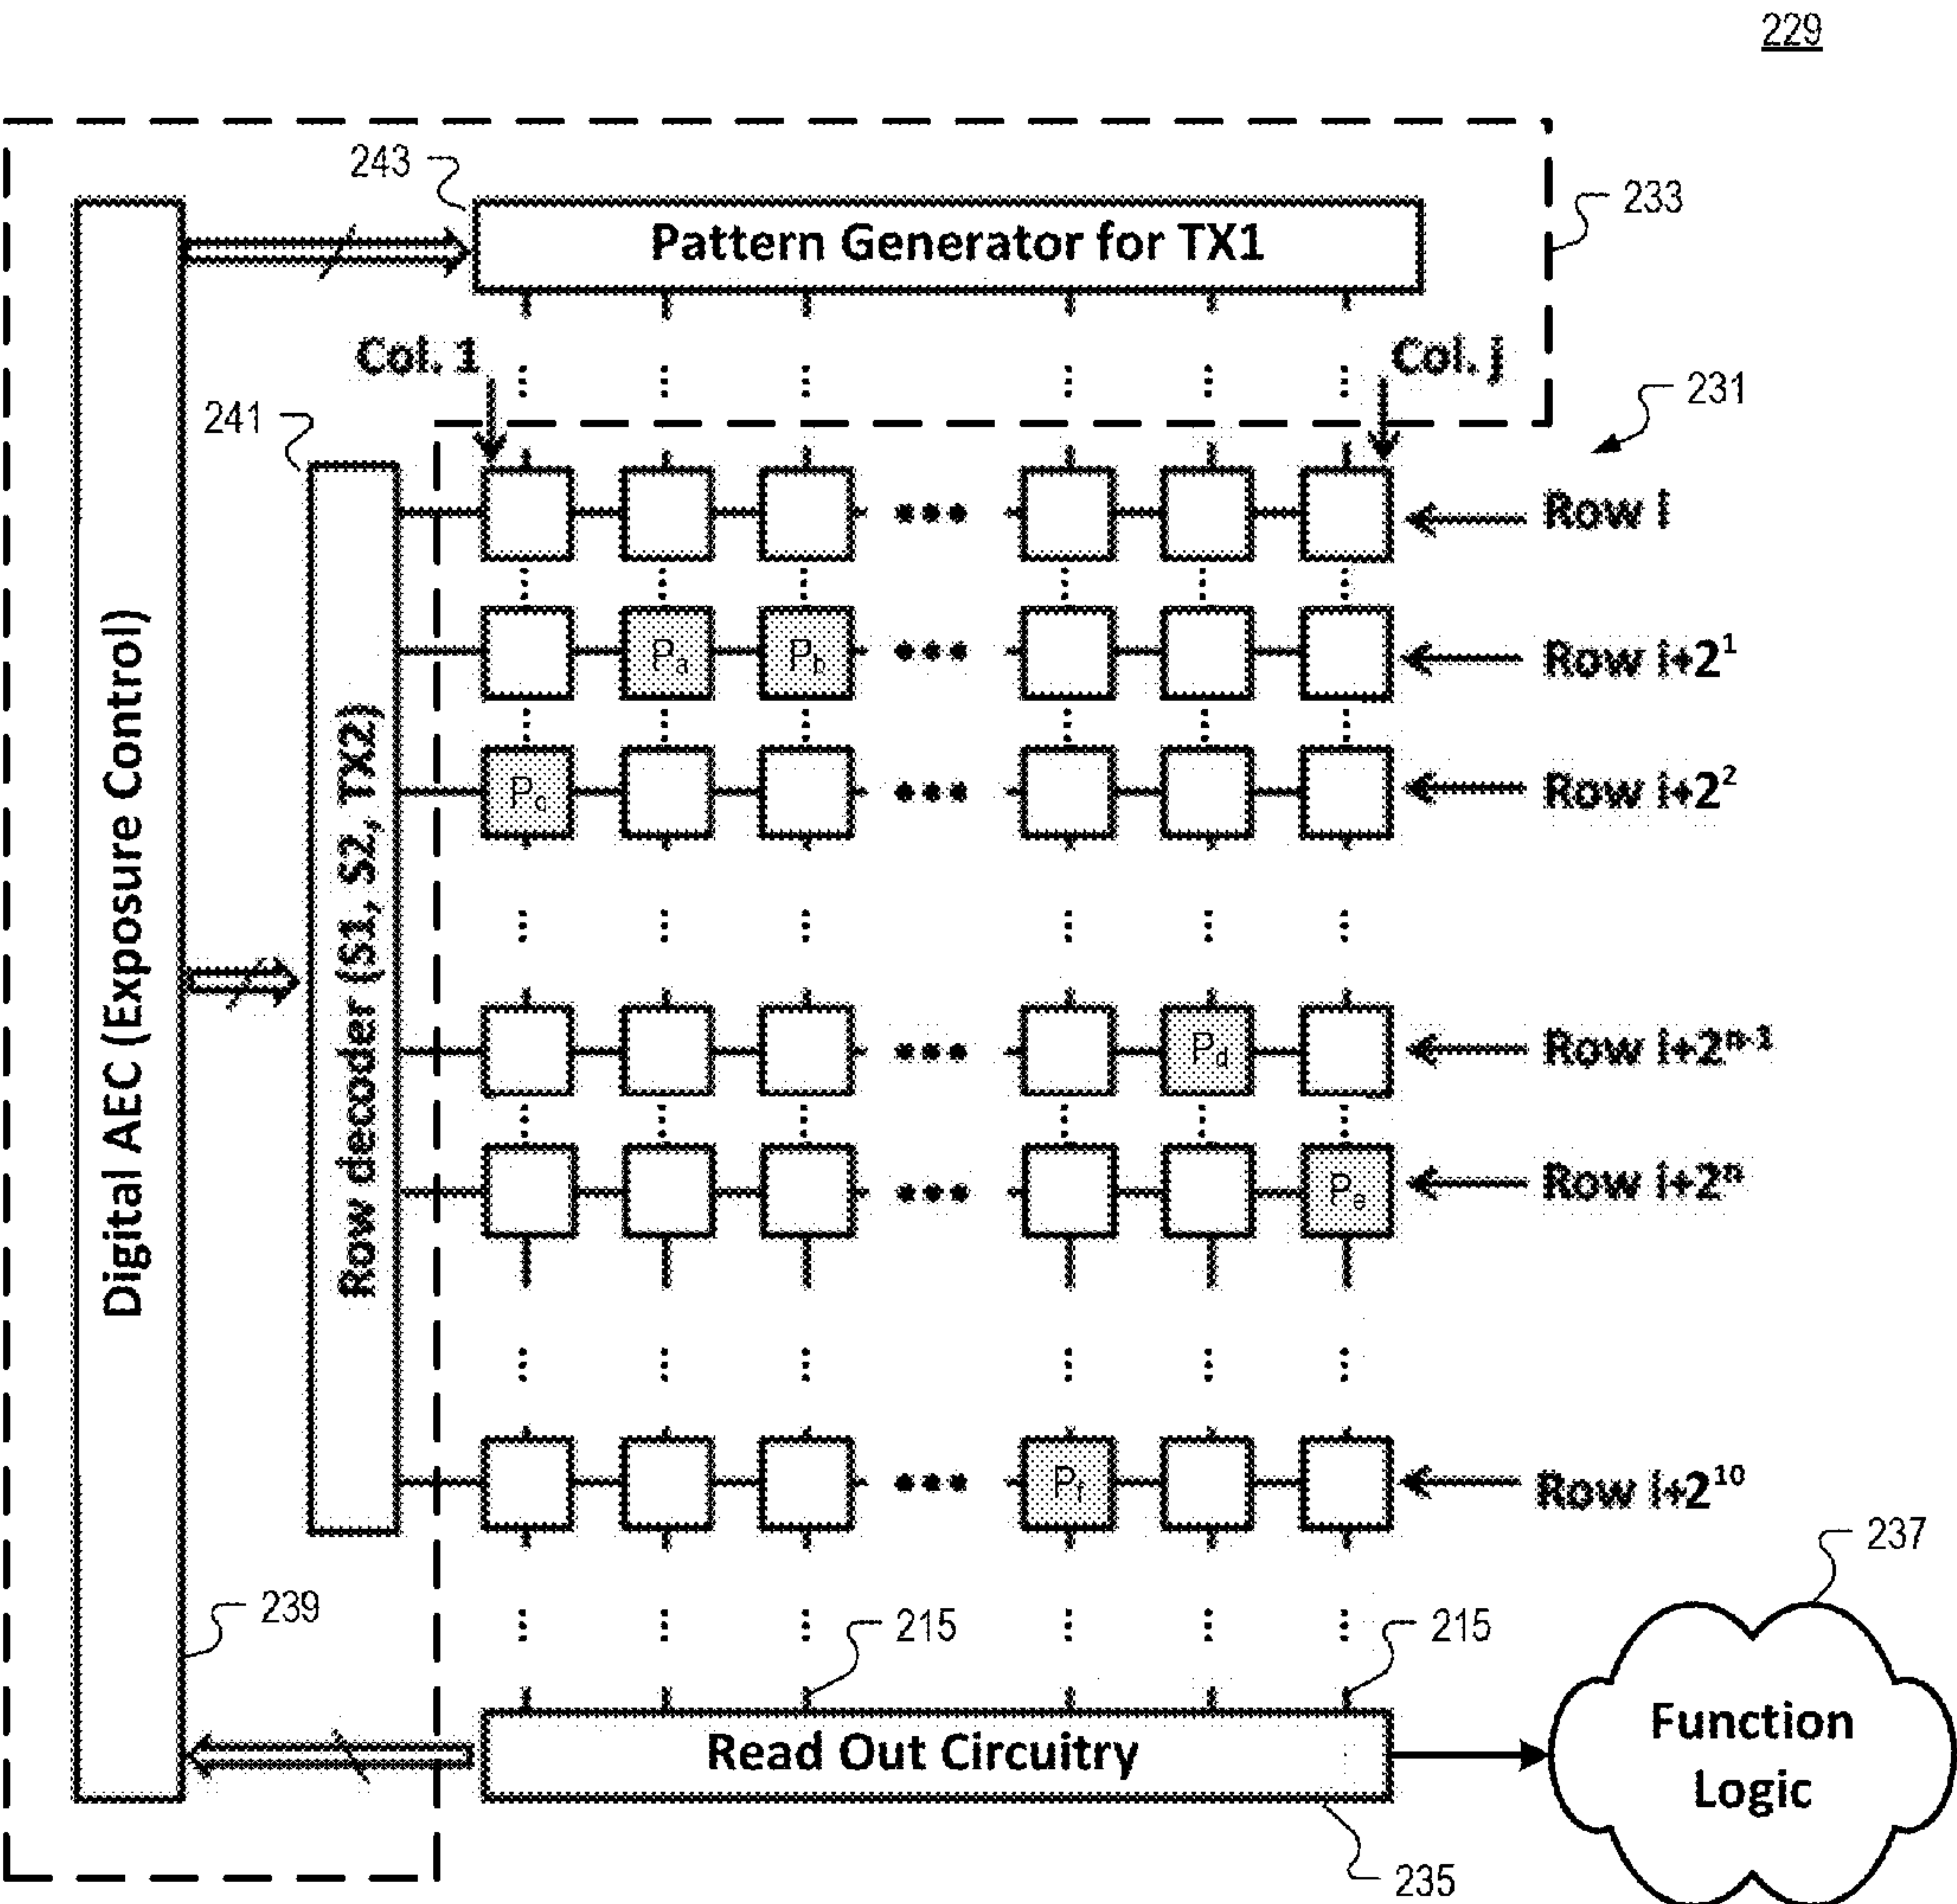 229
243
Pattern Generator for TX1
233
Col. 1
Col. j
241
231
Row i
Pa
Pb
Row i+2¹
Pc
Row i+2²
Digital AEC (Exposure Control)
Row decoder (S1, S2, TX2)
Pd
Row i+2ⁿ⁻¹
Pe
Row i+2ⁿ
Pf
Row i+2¹⁰
237
239
215
215
Read Out Circuitry
Function
Logic
235